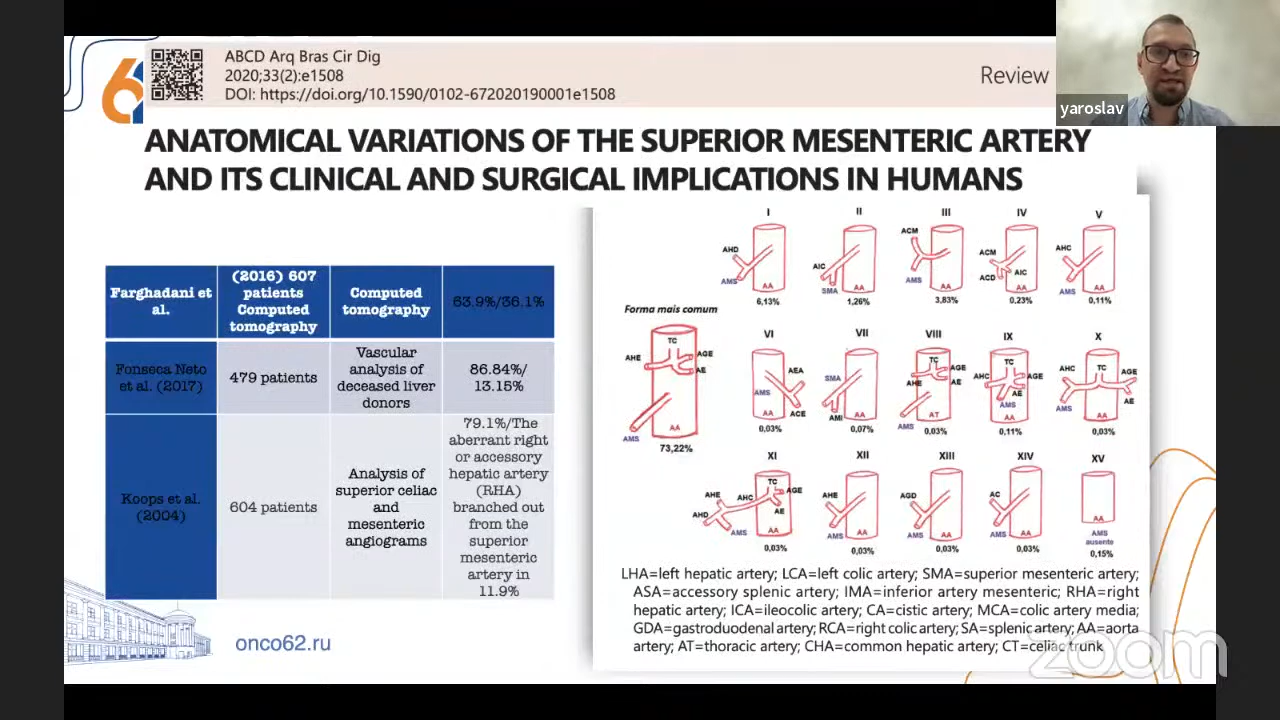 ABCD Arq Bras Cir Dig
2020;33(2):e1508
DOI: https://doi.org/10.1590/0102-672020190001e1508
Review
yaroslav
ANATOMICAL VARIATIONS OF THE SUPERIOR MESENTERIC ARTERY
AND ITS CLINICAL AND SURGICAL IMPLICATIONS IN HUMANS
Farghadani et
al.
(2016) 607
patients
Computed
tomography
Computed
tomography
63.9%/36.1%
Fonseca Neto
et al. (2017)
479 patients
Vascular
analysis of
deceased liver
donors
86.84%/
13.15%
Koops et al.
(2004)
604 patients
Analysis of
superior celiac
and
mesenteric
angiograms
79.1%/The
aberrant right
or accessory
hepatic artery
(RHA)
branched out
from the
superior
mesenteric
artery in
11.9%
Forma mais comum
TC
AHE
AGE
AE
AA
AMS
73,22%
I
AHD
AMS
AA
6,13%
II
AIC
SMA
AA
1,26%
III
ACM
AMS
AA
3,83%
IV
ACM
ACD
AIC
AA
0,23%
V
AHC
AMS
AA
0,11%
VI
AMS
AEA
AA
ACE
0,03%
VII
SMA
AMI
AA
0,07%
VIII
TC
AGE
AHE
AE
AMS
AT
0,03%
IX
TC
AHC
AGE
AE
AMS
AA
0,11%
X
TC
AHC
AGE
AMS
AE
AA
0,03%
XI
TC
AHE
AHC
AGE
AHD
AE
AMS
AA
0,03%
XII
AHE
AMS
AA
0,03%
XIII
AGD
AMS
AA
0,03%
XIV
AC
AMS
AA
0,03%
XV
AA
AMS
ausente
0,15%
LHA=left hepatic artery; LCA=left colic artery; SMA=superior mesenteric artery;
ASA=accessory splenic artery; IMA=inferior artery mesenteric; RHA=right
hepatic artery; ICA=ileocolic artery; CA=cistic artery; MCA=colic artery media;
GDA=gastroduodenal artery; RCA=right colic artery; SA=splenic artery; AA=aorta
artery; AT=thoracic artery; CHA=common hepatic artery; CT=celiac trunk
onco62.ru
zoom